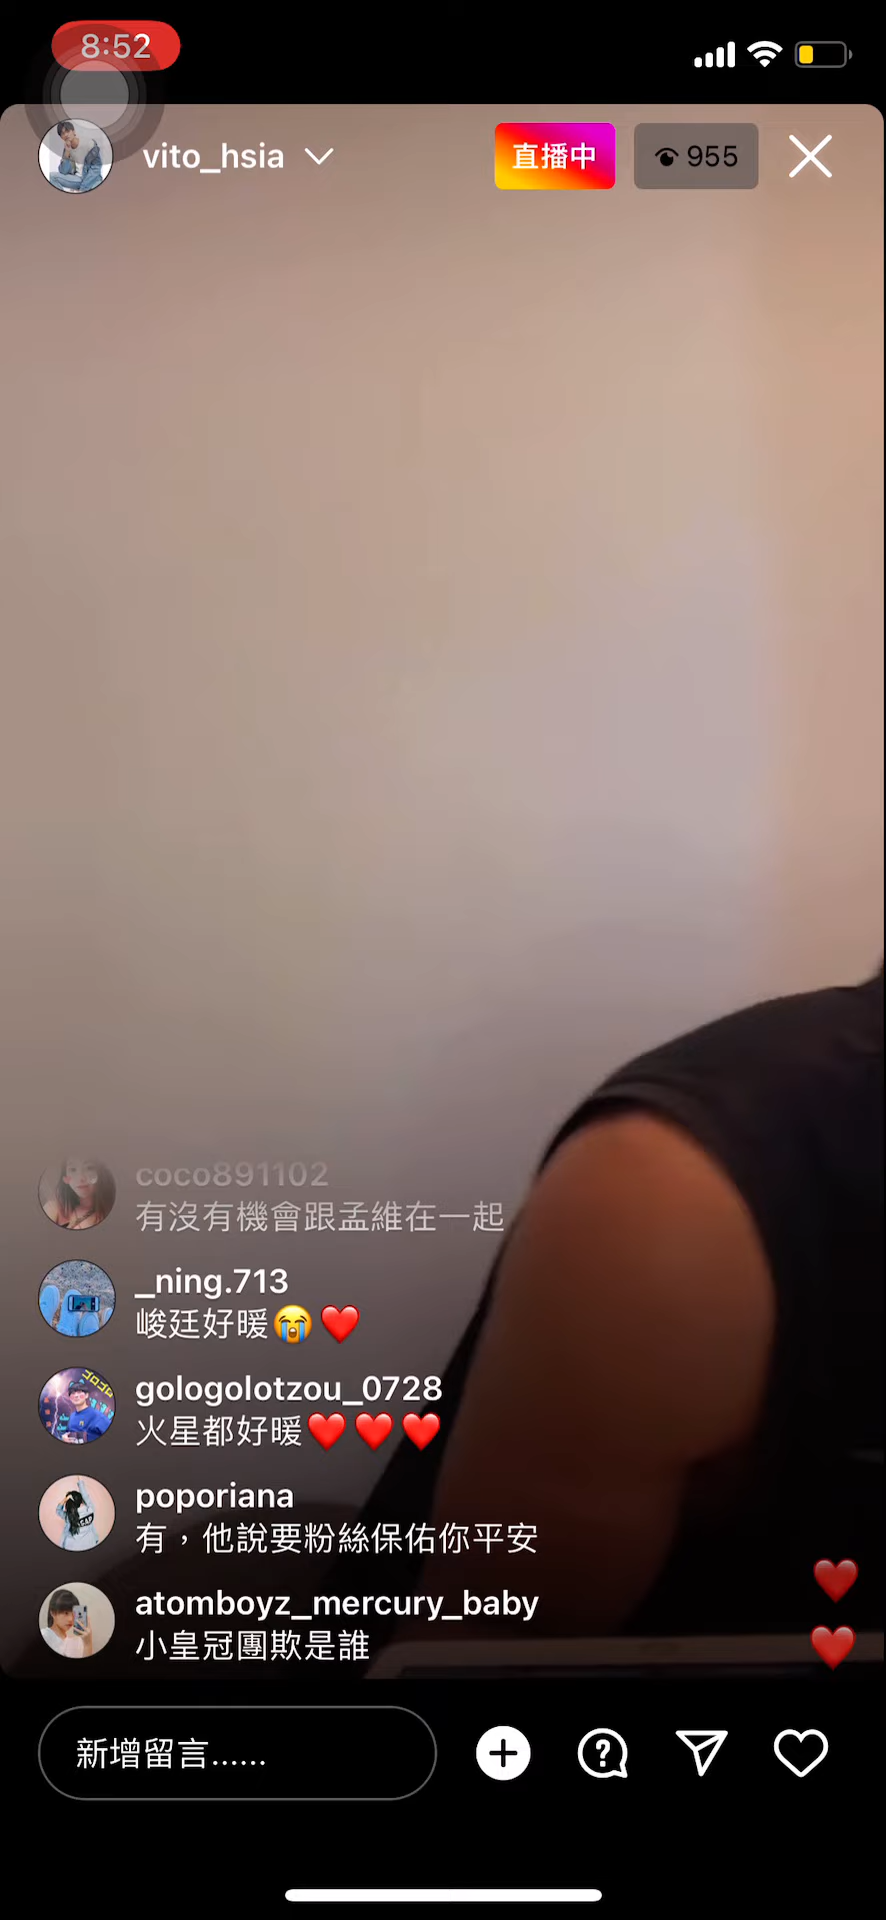 8:52
vito_hsia
直播中
955
coco891102
有沒有機會跟孟維在一起
_ning.713
峻廷好暖😭❤️
gologolotzou_0728
火星都好暖❤️❤️❤️
poporiana
有，他說要粉絲保佑你平安
atomboyz_mercury_baby
小皇冠團欺是誰
新增留言......